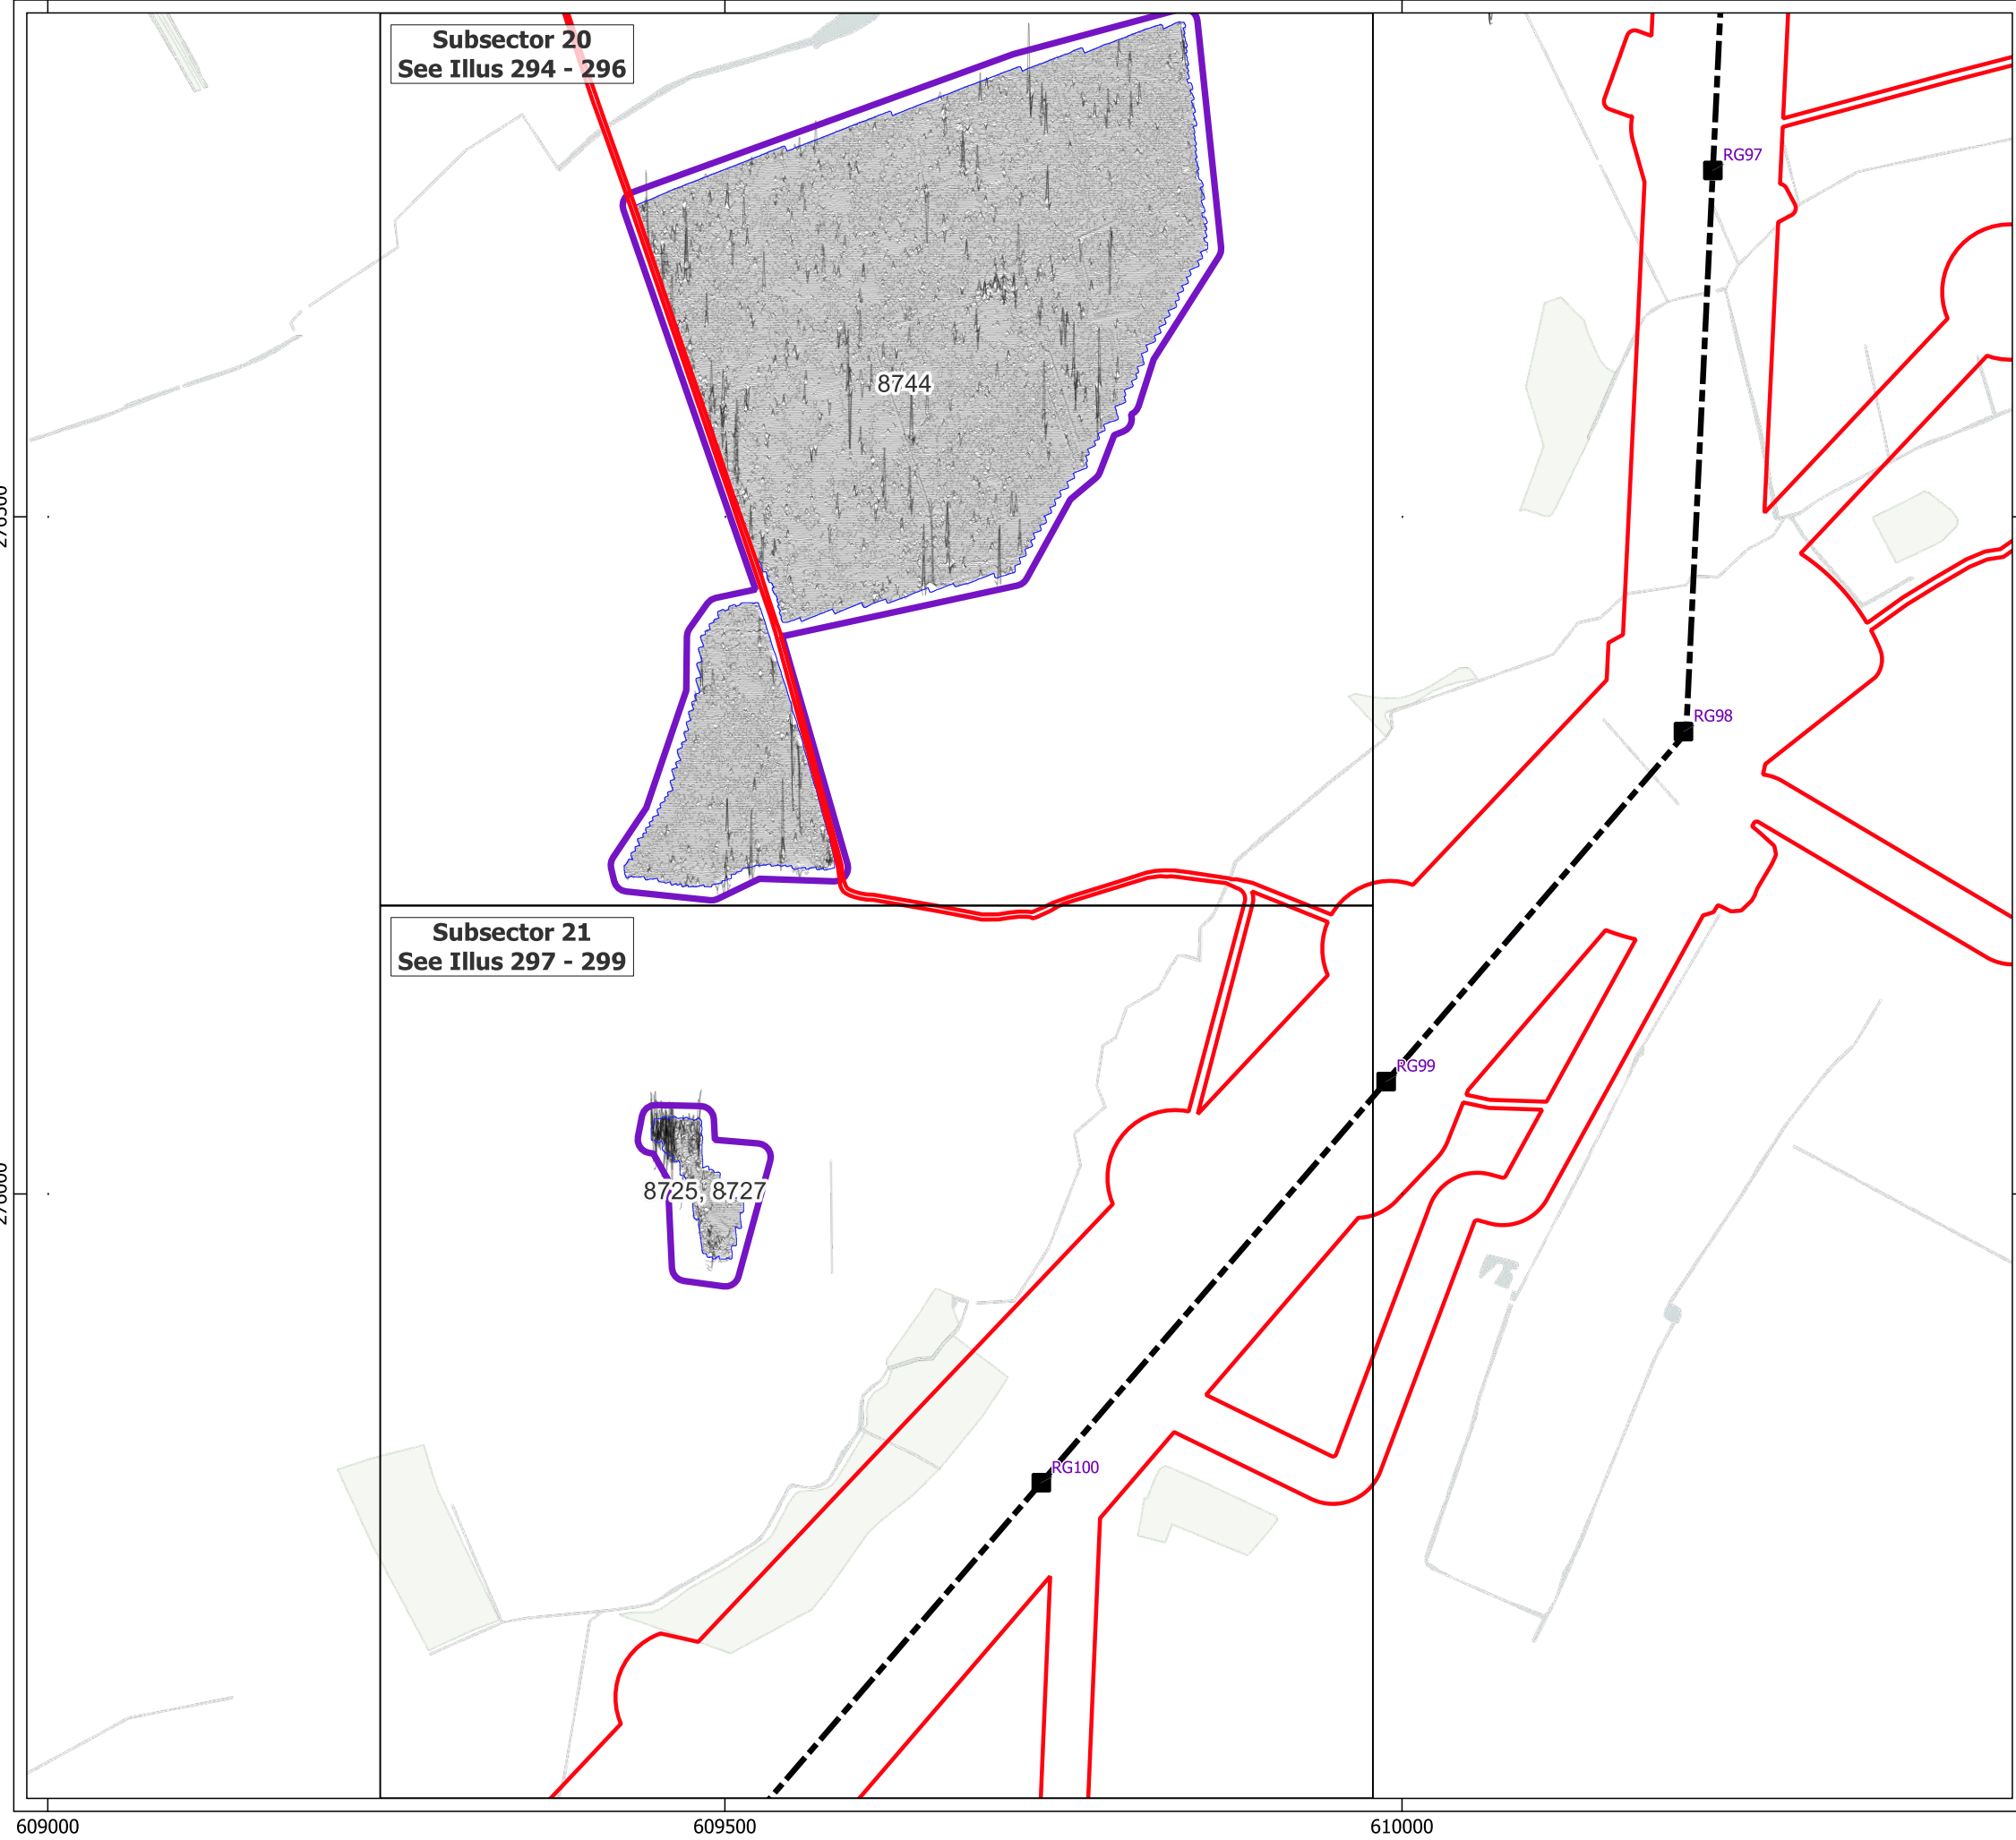 Subsector 20
See Illus 294 - 296
RG97
8744
RG98
Subsector 21
See Illus 297 - 299
RG99
8725, 8727
RG100
609000
609500
610000